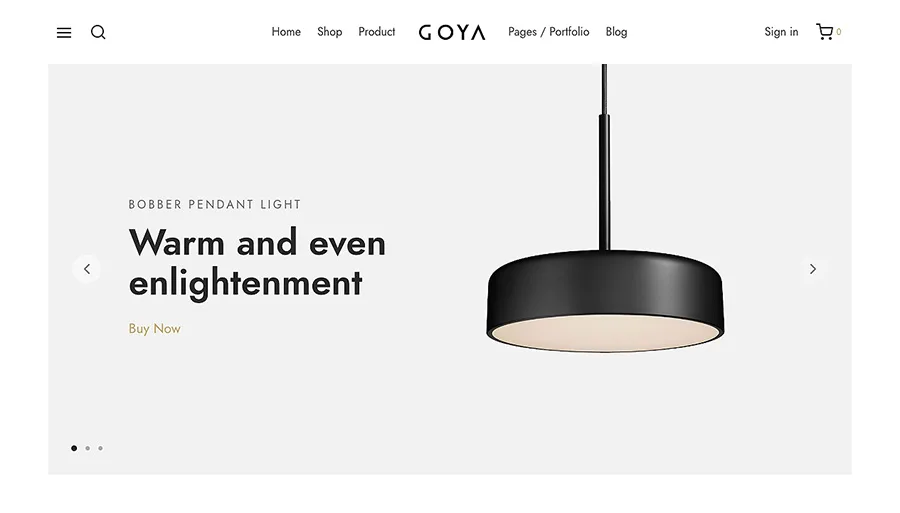 Home Shop Product GOYA Pages / Portfolio Blog Sign in 0
BOBBER PENDANT LIGHT
Warm and even
enlightenment
Buy Now